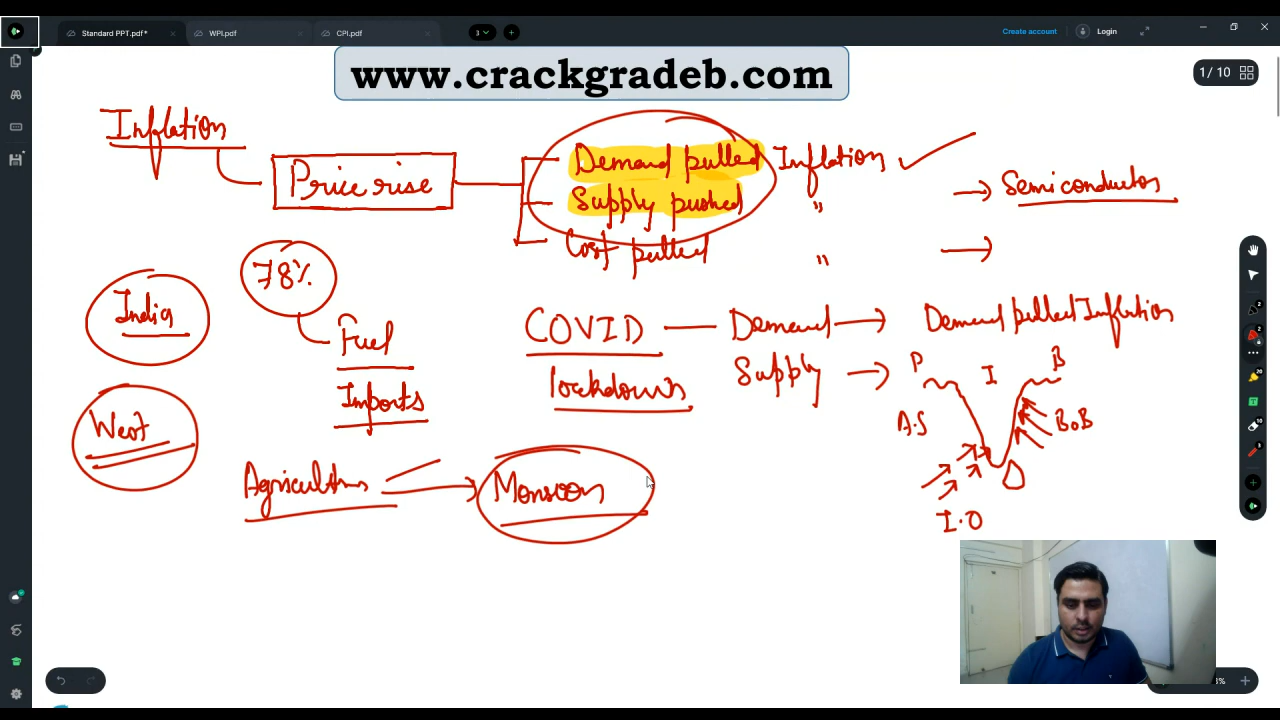 Standard PPT.pdf*
WPI.pdf
CPI.pdf
3
Create account
Login
www.crackgradeb.com
1 / 10
Inflation
Price rise
Demand pulled Inflation
Supply pushed "
Cost pulled "
→ Semiconductor
→
78%
India
Fuel
Imports
West
COVID — Demand → Demand pulled Inflation
lockdowns Supply →
P I B
A.S BoB
I.O
Agriculture → Monsoon